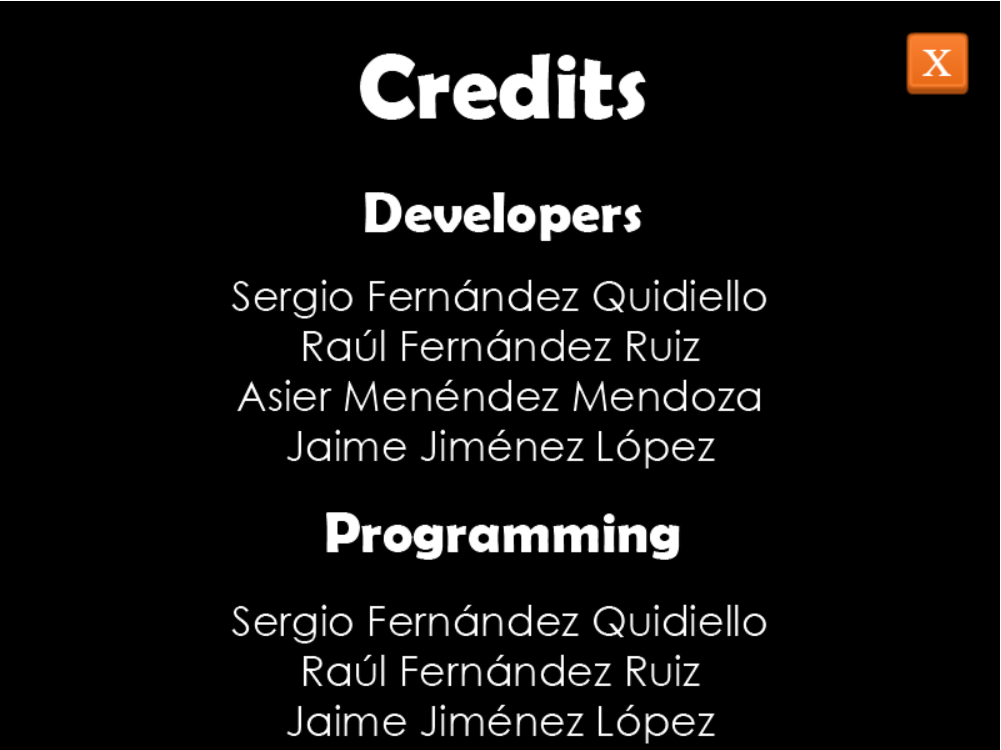 Credits
X
Developers
Sergio Fernández Quidiello
Raúl Fernández Ruiz
Asier Menéndez Mendoza
Jaime Jiménez López
Programming
Sergio Fernández Quidiello
Raúl Fernández Ruiz
Jaime Jiménez López